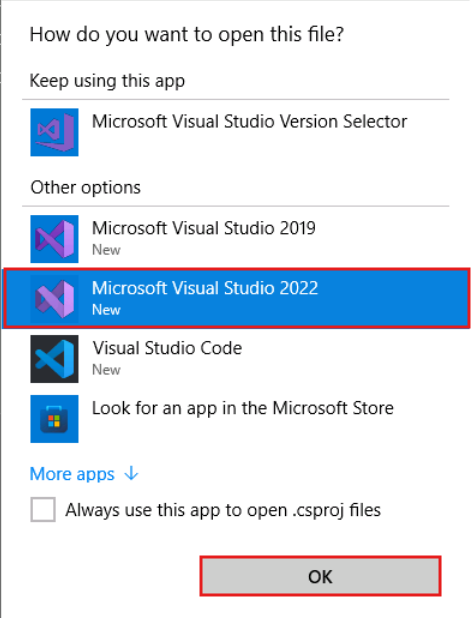 How do you want to open this file?
Keep using this app
Microsoft Visual Studio Version Selector
Other options
Microsoft Visual Studio 2019
New
Microsoft Visual Studio 2022
New
Visual Studio Code
New
Look for an app in the Microsoft Store
More apps ↓
Always use this app to open .csproj files
OK